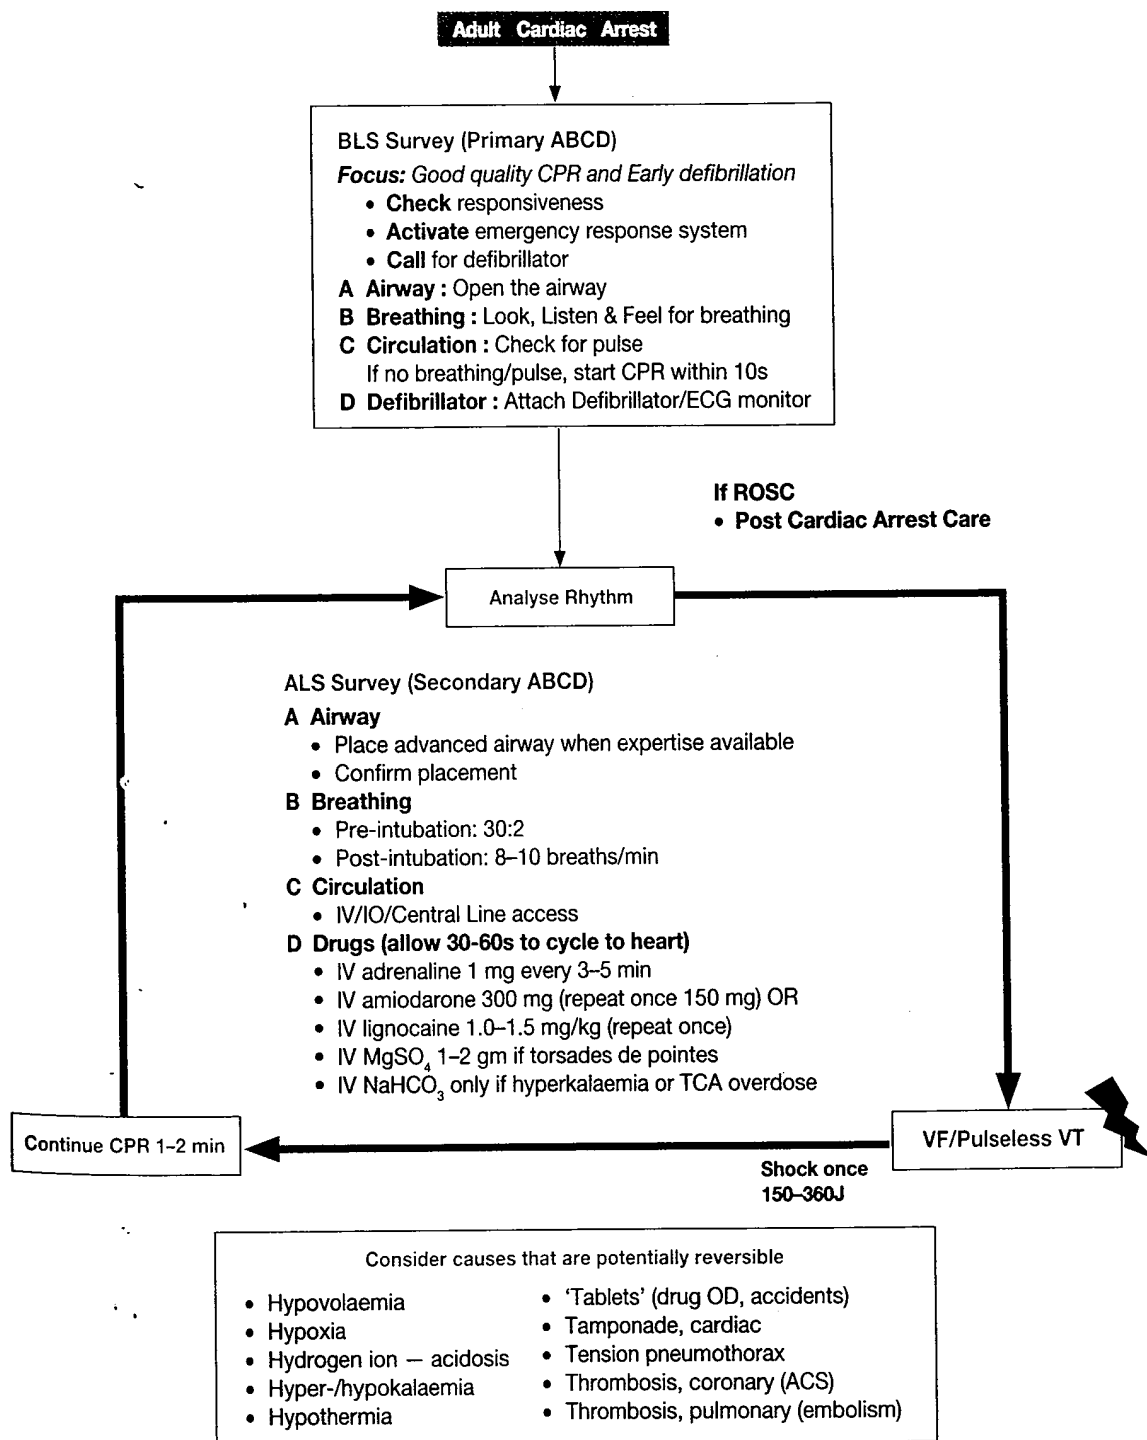 Adult Cardiac Arrest
BLS Survey (Primary ABCD)
Focus: Good quality CPR and Early defibrillation
• Check responsiveness
• Activate emergency response system
• Call for defibrillator
A Airway : Open the airway
B Breathing : Look, Listen & Feel for breathing
C Circulation : Check for pulse
If no breathing/pulse, start CPR within 10s
D Defibrillator : Attach Defibrillator/ECG monitor
If ROSC
• Post Cardiac Arrest Care
Analyse Rhythm
ALS Survey (Secondary ABCD)
A Airway
• Place advanced airway when expertise available
• Confirm placement
B Breathing
• Pre-intubation: 30:2
• Post-intubation: 8–10 breaths/min
C Circulation
• IV/IO/Central Line access
D Drugs (allow 30-60s to cycle to heart)
• IV adrenaline 1 mg every 3–5 min
• IV amiodarone 300 mg (repeat once 150 mg) OR
• IV lignocaine 1.0–1.5 mg/kg (repeat once)
• IV MgSO₄ 1–2 gm if torsades de pointes
• IV NaHCO₃ only if hyperkalaemia or TCA overdose
VF/Pulseless VT
Shock once
150–360J
Continue CPR 1–2 min
Consider causes that are potentially reversible
• Hypovolaemia
• Hypoxia
• Hydrogen ion — acidosis
• Hyper-/hypokalaemia
• Hypothermia
• ‘Tablets’ (drug OD, accidents)
• Tamponade, cardiac
• Tension pneumothorax
• Thrombosis, coronary (ACS)
• Thrombosis, pulmonary (embolism)